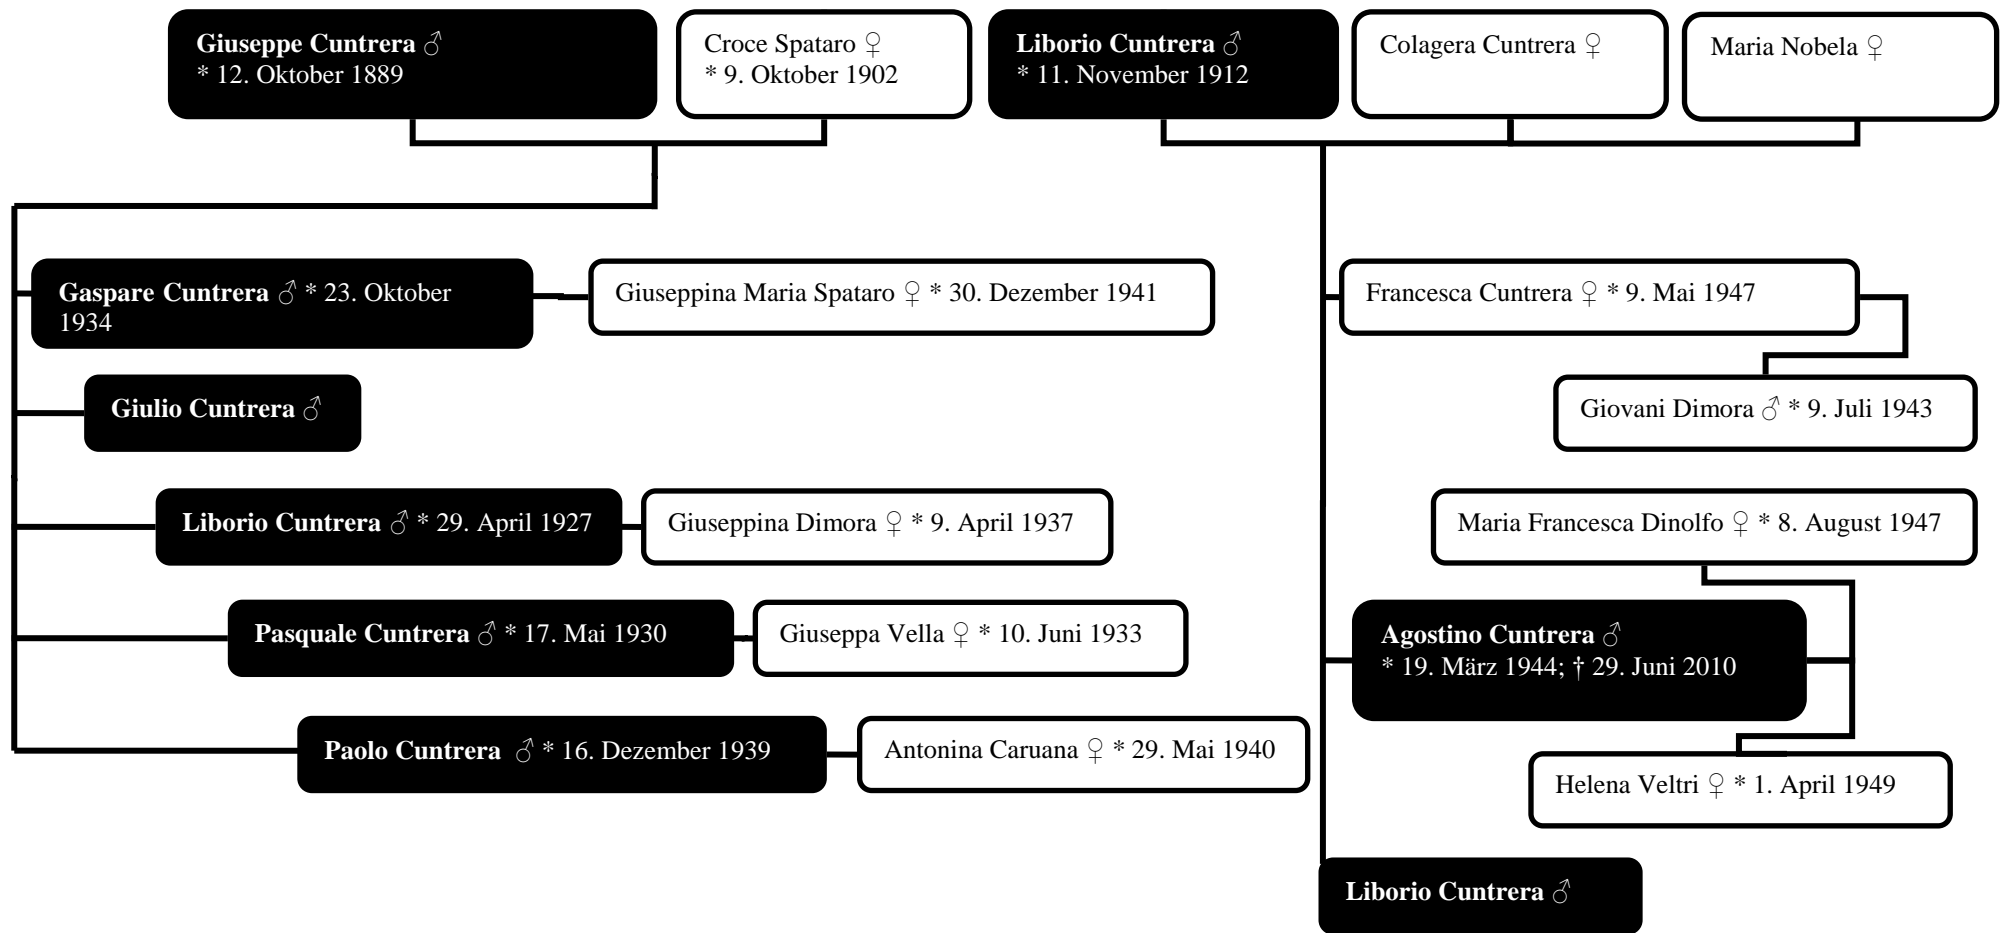 Giuseppe Cuntrera ♂
* 12. Oktober 1889
Croce Spataro ♀
* 9. Oktober 1902
Liborio Cuntrera ♂
* 11. November 1912
Colagera Cuntrera ♀
Maria Nobela ♀
Gaspare Cuntrera ♂ * 23. Oktober
1934
Giuseppina Maria Spataro ♀ * 30. Dezember 1941
Francesca Cuntrera ♀ * 9. Mai 1947
Giulio Cuntrera ♂
Giovani Dimora ♂ * 9. Juli 1943
Liborio Cuntrera ♂ * 29. April 1927
Giuseppina Dimora ♀ * 9. April 1937
Maria Francesca Dinolfo ♀ * 8. August 1947
Pasquale Cuntrera ♂ * 17. Mai 1930
Giuseppa Vella ♀ * 10. Juni 1933
Agostino Cuntrera ♂
* 19. März 1944; † 29. Juni 2010
Paolo Cuntrera ♂ * 16. Dezember 1939
Antonina Caruana ♀ * 29. Mai 1940
Helena Veltri ♀ * 1. April 1949
Liborio Cuntrera ♂